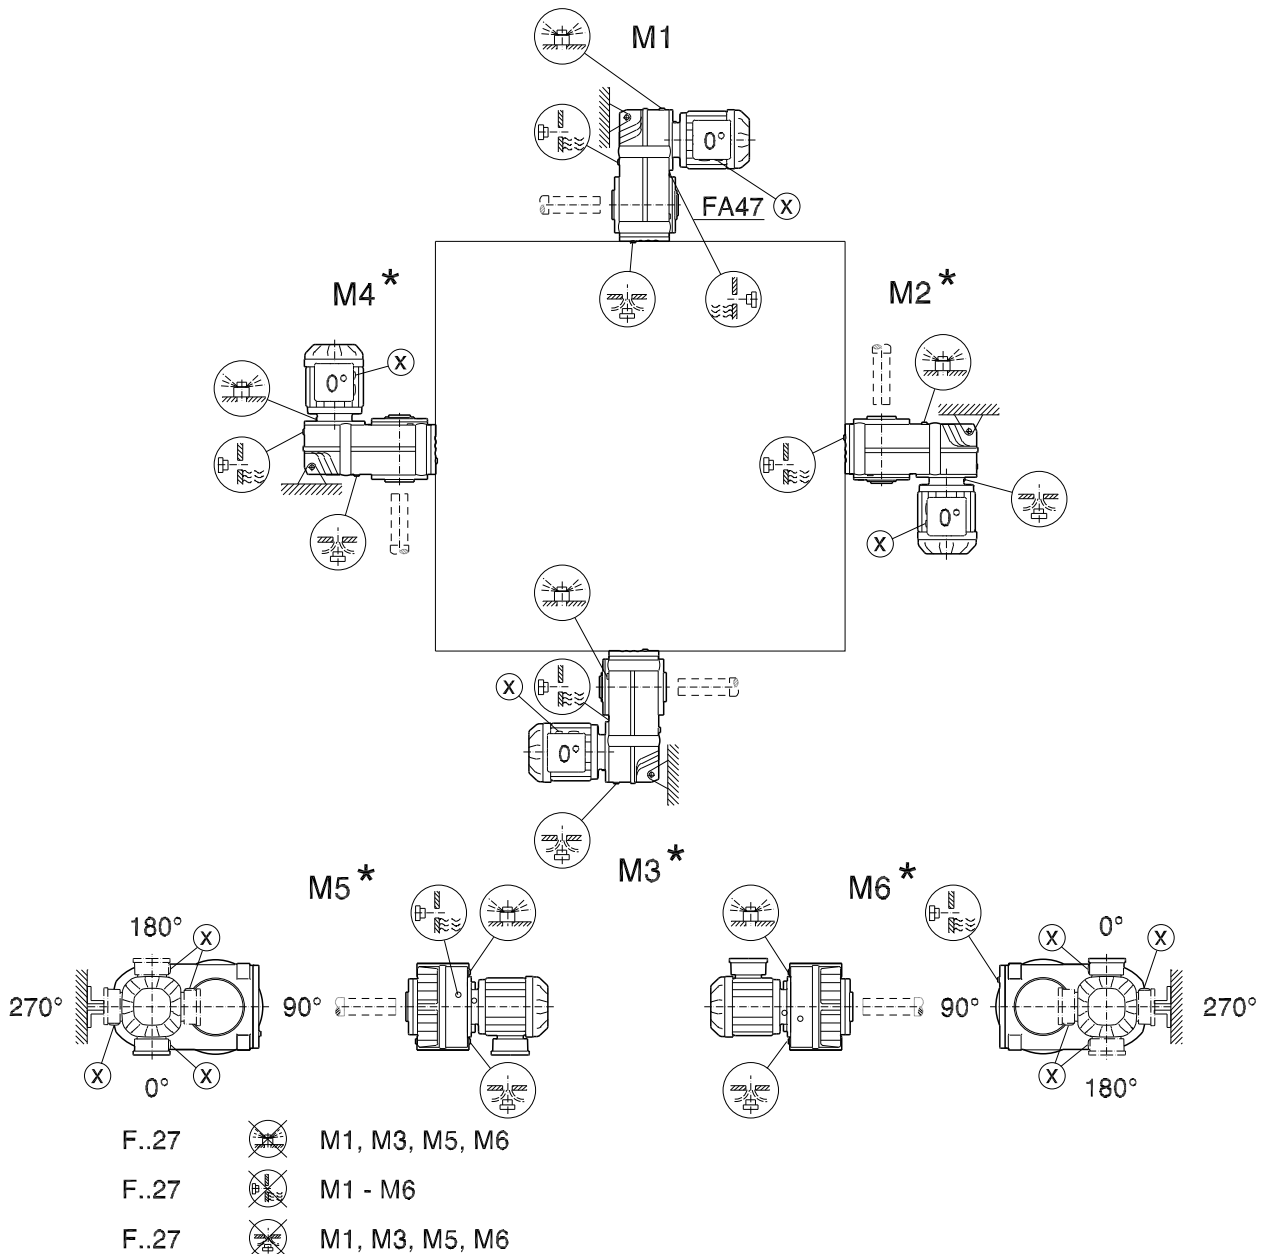 M1
0°
FA47 X
M4*
M2*
X
0°
0°
X
X
0°
M3*
M5*
M6*
180°
X
0°
X
X
270°
90°
90°
270°
X
0°
X
X
180°
F..27 M1, M3, M5, M6
F..27 M1 - M6
F..27 M1, M3, M5, M6